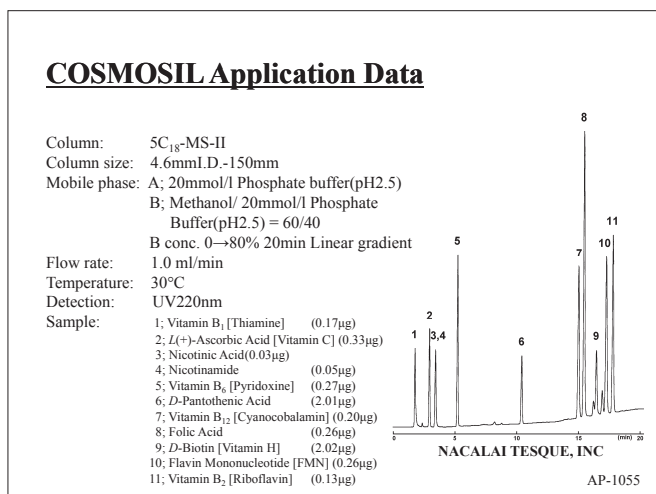 COSMOSIL Application Data
Column: 5C₁₈-MS-II
Column size: 4.6mmI.D.-150mm
Mobile phase: A; 20mmol/l Phosphate buffer(pH2.5)
B; Methanol/ 20mmol/l Phosphate
Buffer(pH2.5) = 60/40
B conc. 0→80% 20min Linear gradient
Flow rate: 1.0 ml/min
Temperature: 30°C
Detection: UV220nm
Sample: 1; Vitamin B₁ [Thiamine] (0.17μg)
2; L(+)-Ascorbic Acid [Vitamin C] (0.33μg)
3; Nicotinic Acid(0.03μg)
4; Nicotinamide (0.05μg)
5; Vitamin B₆ [Pyridoxine] (0.27μg)
6; D-Pantothenic Acid (2.01μg)
7; Vitamin B₁₂ [Cyanocobalamin] (0.20μg)
8; Folic Acid (0.26μg)
9; D-Biotin [Vitamin H] (2.02μg)
10; Flavin Mononucleotide [FMN] (0.26μg)
11; Vitamin B₂ [Riboflavin] (0.13μg)
1
2
3,4
5
6
7
8
9
10
11
0 5 10 15 (min) 20
NACALAI TESQUE, INC
AP-1055